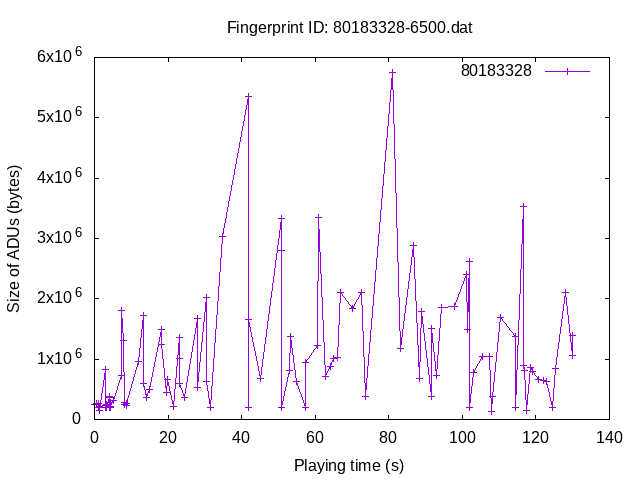 Fingerprint ID: 80183328-6500.dat
80183328
6x10^6
5x10^6
4x10^6
3x10^6
2x10^6
1x10^6
0
Size of ADUs (bytes)
0 20 40 60 80 100 120 140
Playing time (s)